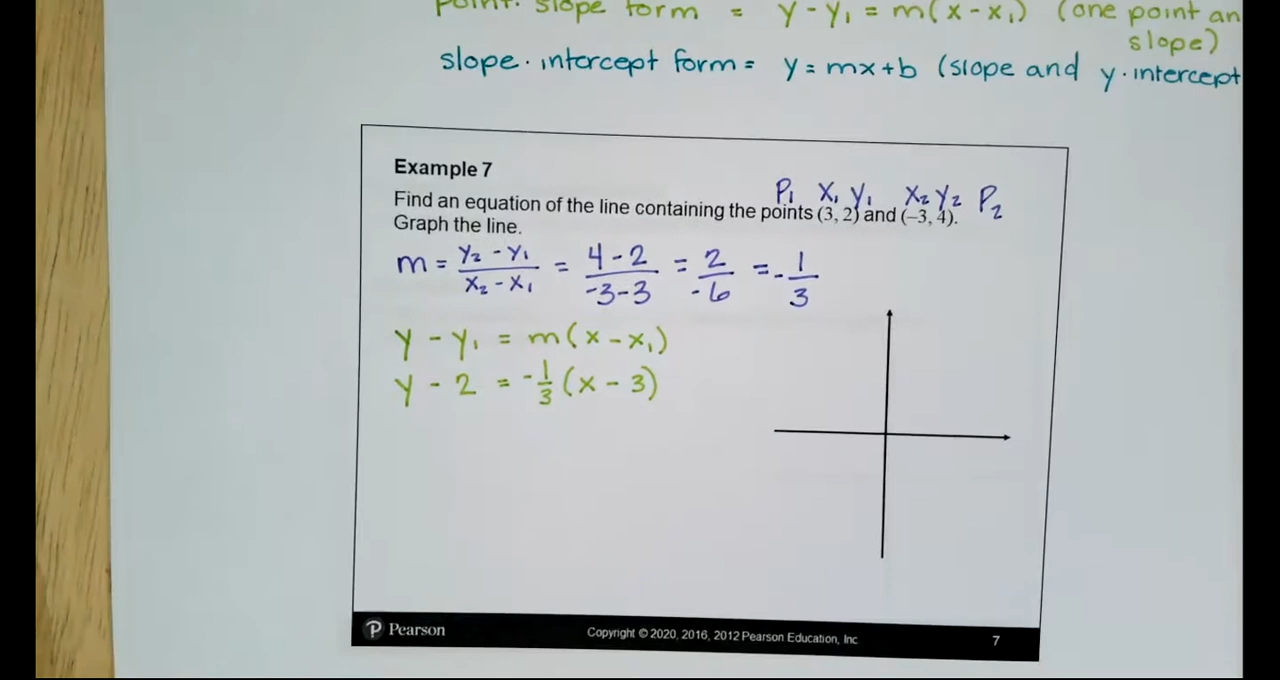 point. slope form = y - y₁ = m(x - x₁) (one point an
slope)
slope. intercept form = y = mx + b (slope and y. intercept
Example 7
P₁ x₁ y₁ x₂ y₂ P₂
Find an equation of the line containing the points (3, 2) and (−3, 4).
Graph the line.
m = y₂ - y₁ / x₂ - x₁ = 4 - 2 / -3 - 3 = 2 / -6 = - 1 / 3
y - y₁ = m(x - x₁)
y - 2 = - 1/3 (x - 3)
P Pearson
Copyright © 2020, 2016, 2012 Pearson Education, Inc
7